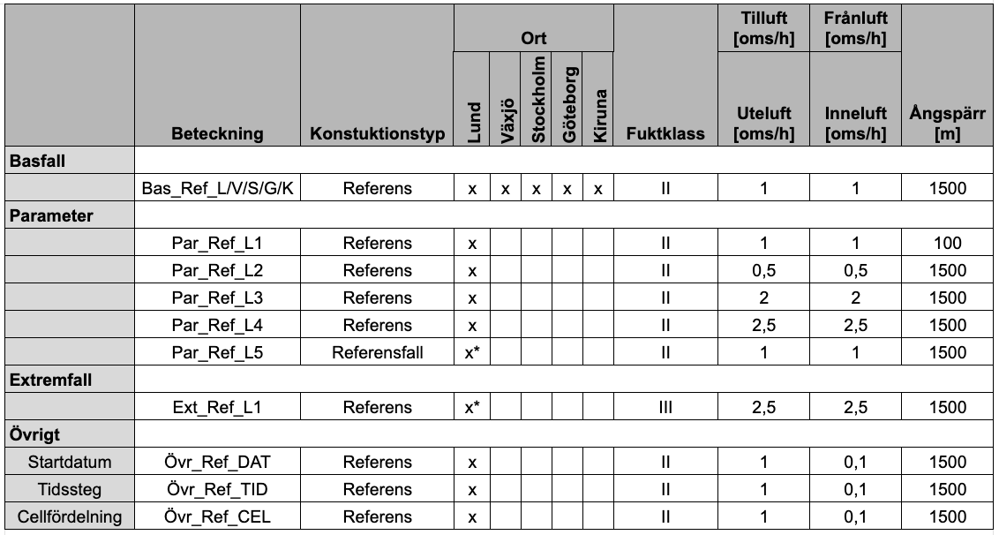 Beteckning Konstuktionstyp Ort Fuktklass Tilluft [oms/h] Frånluft [oms/h] Ångspärr [m]
Lund Växjö Stockholm Göteborg Kiruna Uteluft [oms/h] Inneluft [oms/h]
Basfall
Bas_Ref_L/V/S/G/K Referens x x x x x II 1 1 1500
Parameter
Par_Ref_L1 Referens x II 1 1 100
Par_Ref_L2 Referens x II 0,5 0,5 1500
Par_Ref_L3 Referens x II 2 2 1500
Par_Ref_L4 Referens x II 2,5 2,5 1500
Par_Ref_L5 Referensfall x* II 1 1 1500
Extremfall
Ext_Ref_L1 Referens x* III 2,5 2,5 1500
Övrigt
Startdatum Övr_Ref_DAT Referens x II 1 0,1 1500
Tidssteg Övr_Ref_TID Referens x II 1 0,1 1500
Cellfördelning Övr_Ref_CEL Referens x II 1 0,1 1500